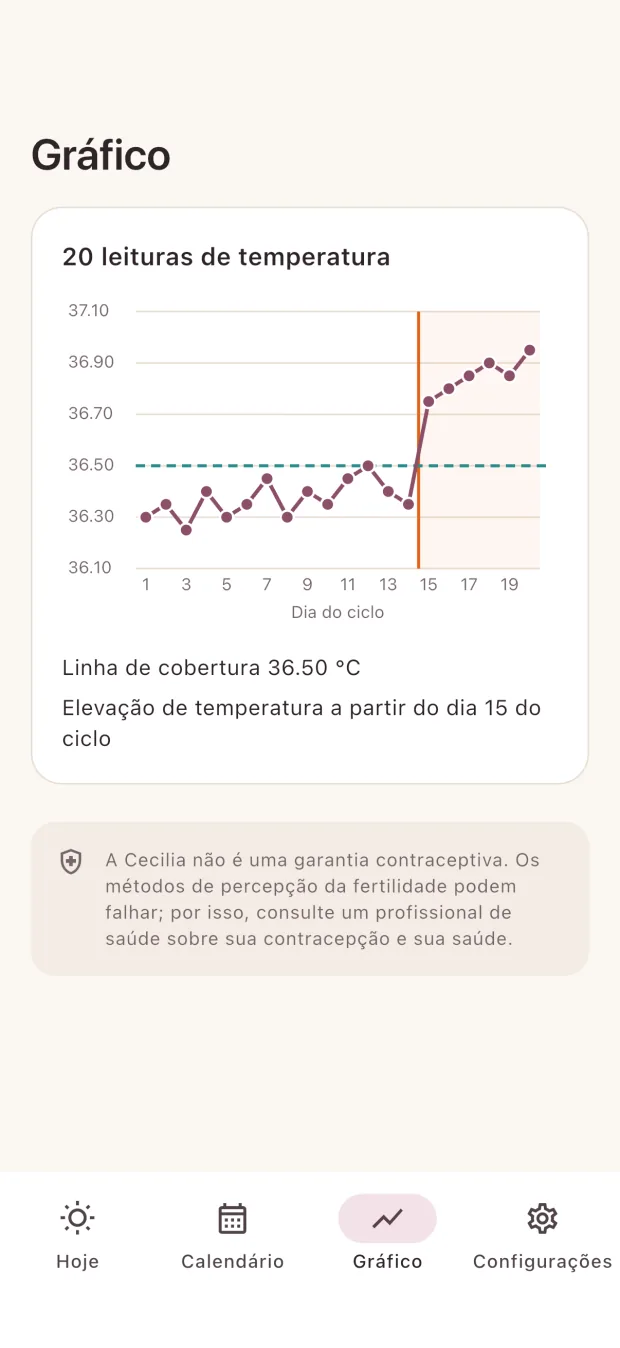 Gráfico
20 leituras de temperatura
37.10
36.90
36.70
36.50
36.30
36.10
1 3 5 7 9 11 13 15 17 19
Dia do ciclo
Linha de cobertura 36.50 °C
Elevação de temperatura a partir do dia 15 do
ciclo
A Cecilia não é uma garantia contraceptiva. Os
métodos de percepção da fertilidade podem
falhar; por isso, consulte um profissional de
saúde sobre sua contracepção e sua saúde.
Hoje Calendário Gráfico Configurações